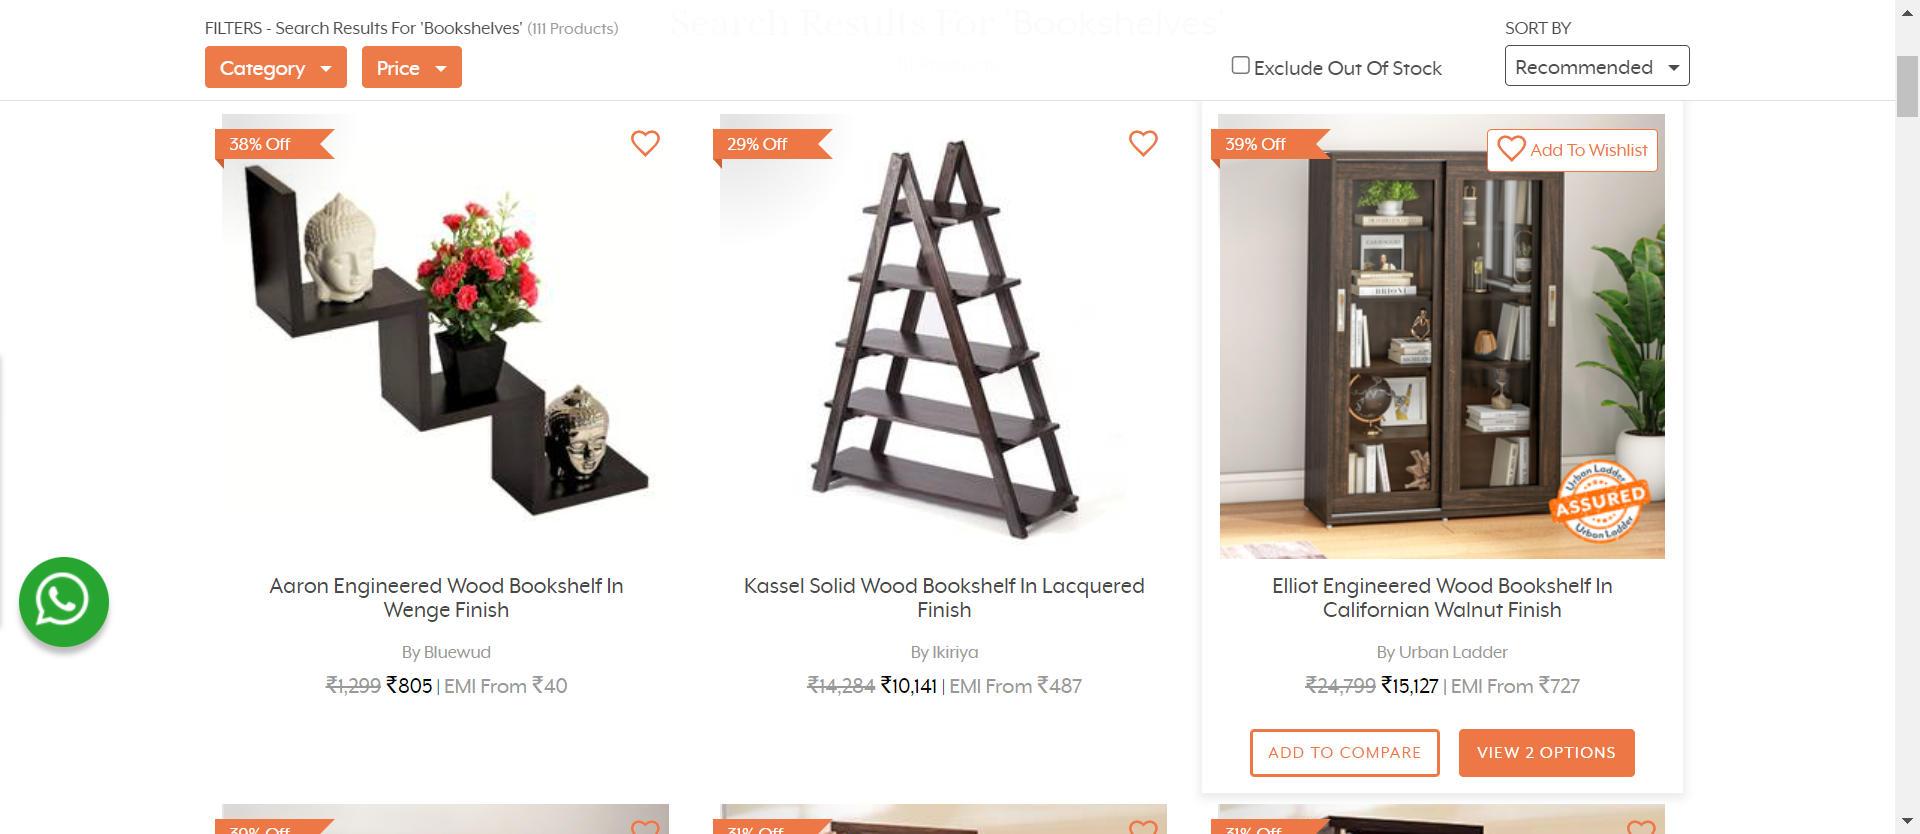 Search Results For 'Bookshelves'
FILTERS - Search Results For 'Bookshelves' (111 Products)
SORT BY
Category
Price
Exclude Out Of Stock
Recommended
38% Off
29% Off
39% Off
Add To Wishlist
BRIONI
Urban Ladder
ASSURED
Urban Ladder
Aaron Engineered Wood Bookshelf In
Wenge Finish
By Bluewud
₹1,299 ₹805 | EMI From ₹40
Kassel Solid Wood Bookshelf In Lacquered
Finish
By Ikiriya
₹14,284 ₹10,141 | EMI From ₹487
Elliot Engineered Wood Bookshelf In
Californian Walnut Finish
By Urban Ladder
₹24,799 ₹15,127 | EMI From ₹727
ADD TO COMPARE
VIEW 2 OPTIONS
39% Off
31% Off
31% Off